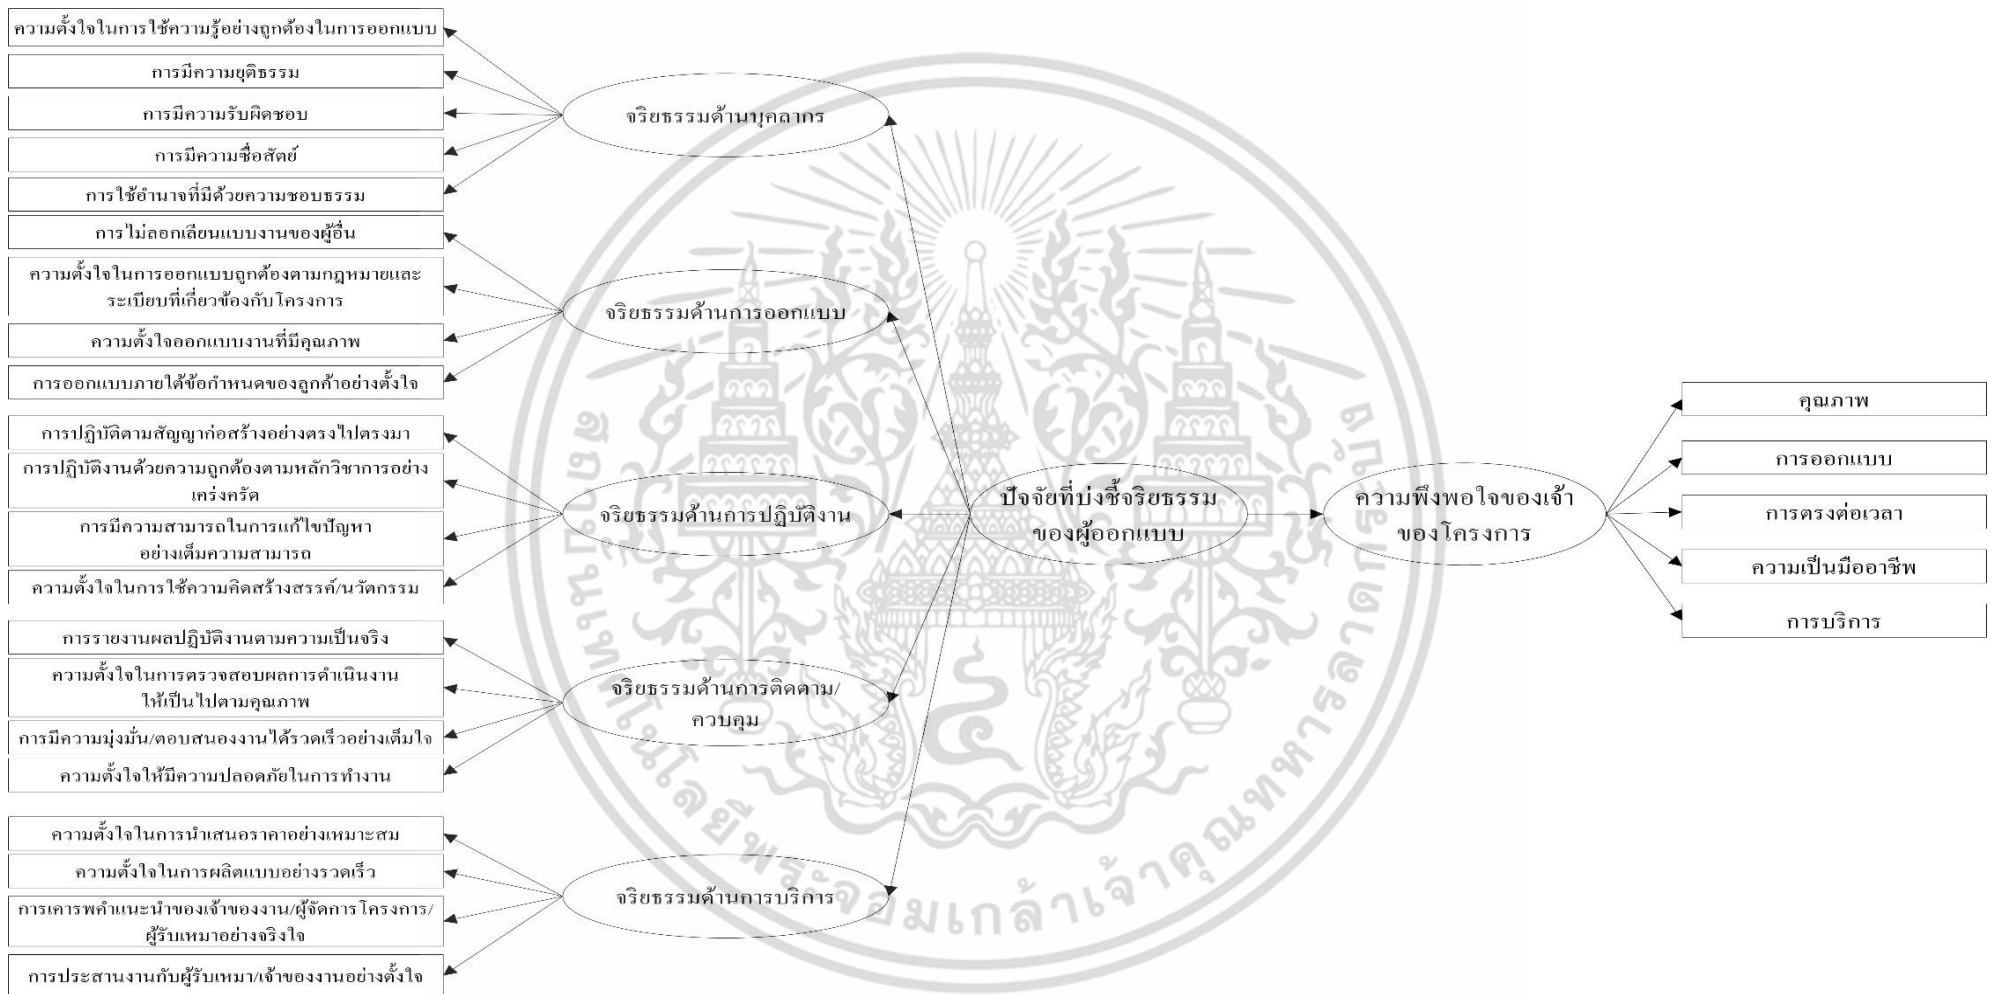 ความตั้งใจในการใช้ความรู้อย่างถูกต้องในการออกแบบ
การมีความยุติธรรม
การมีความรับผิดชอบ
การมีความซื่อสัตย์
การใช้อำนาจที่มีด้วยความชอบธรรม
จริยธรรมด้านบุคลากร
การไม่ลอกเลียนแบบงานของผู้อื่น
ความตั้งใจในการออกแบบถูกต้องตามกฎหมายและ
ระเบียบที่เกี่ยวข้องกับโครงการ
ความตั้งใจออกแบบงานที่มีคุณภาพ
การออกแบบภายใต้ข้อกำหนดของลูกค้าอย่างตั้งใจ
จริยธรรมด้านการออกแบบ
การปฏิบัติตามสัญญาก่อสร้างอย่างตรงไปตรงมา
การปฏิบัติงานด้วยความถูกต้องตามหลักวิชาการอย่าง
เคร่งครัด
การมีความสามารถในการแก้ไขปัญหา
อย่างเต็มความสามารถ
ความตั้งใจในการใช้ความคิดสร้างสรรค์/นวัตกรรม
จริยธรรมด้านการปฏิบัติงาน
การรายงานผลปฏิบัติงานตามความเป็นจริง
ความตั้งใจในการตรวจสอบผลการดำเนินงาน
ให้เป็นไปตามคุณภาพ
การมีความมุ่งมั่น/ตอบสนองงานได้รวดเร็วอย่างเต็มใจ
ความตั้งใจให้มีความปลอดภัยในการทำงาน
จริยธรรมด้านการติดตาม/
ควบคุม
ความตั้งใจในการนำเสนอราคาอย่างเหมาะสม
ความตั้งใจในการผลิตแบบอย่างรวดเร็ว
การเคารพคำแนะนำของเจ้าของงาน/ผู้จัดการโครงการ/
ผู้รับเหมาอย่างจริงใจ
การประสานงานกับผู้รับเหมา/เจ้าของงานอย่างตั้งใจ
จริยธรรมด้านการบริการ
ปัจจัยที่บ่งชี้จริยธรรม
ของผู้ออกแบบ
ความพึงพอใจของเจ้า
ของโครงการ
คุณภาพ
การออกแบบ
การตรงต่อเวลา
ความเป็นมืออาชีพ
การบริการ
สถาบันเทคโนโลยีพระจอมเกล้าเจ้าคุณทหารลาดกระบัง